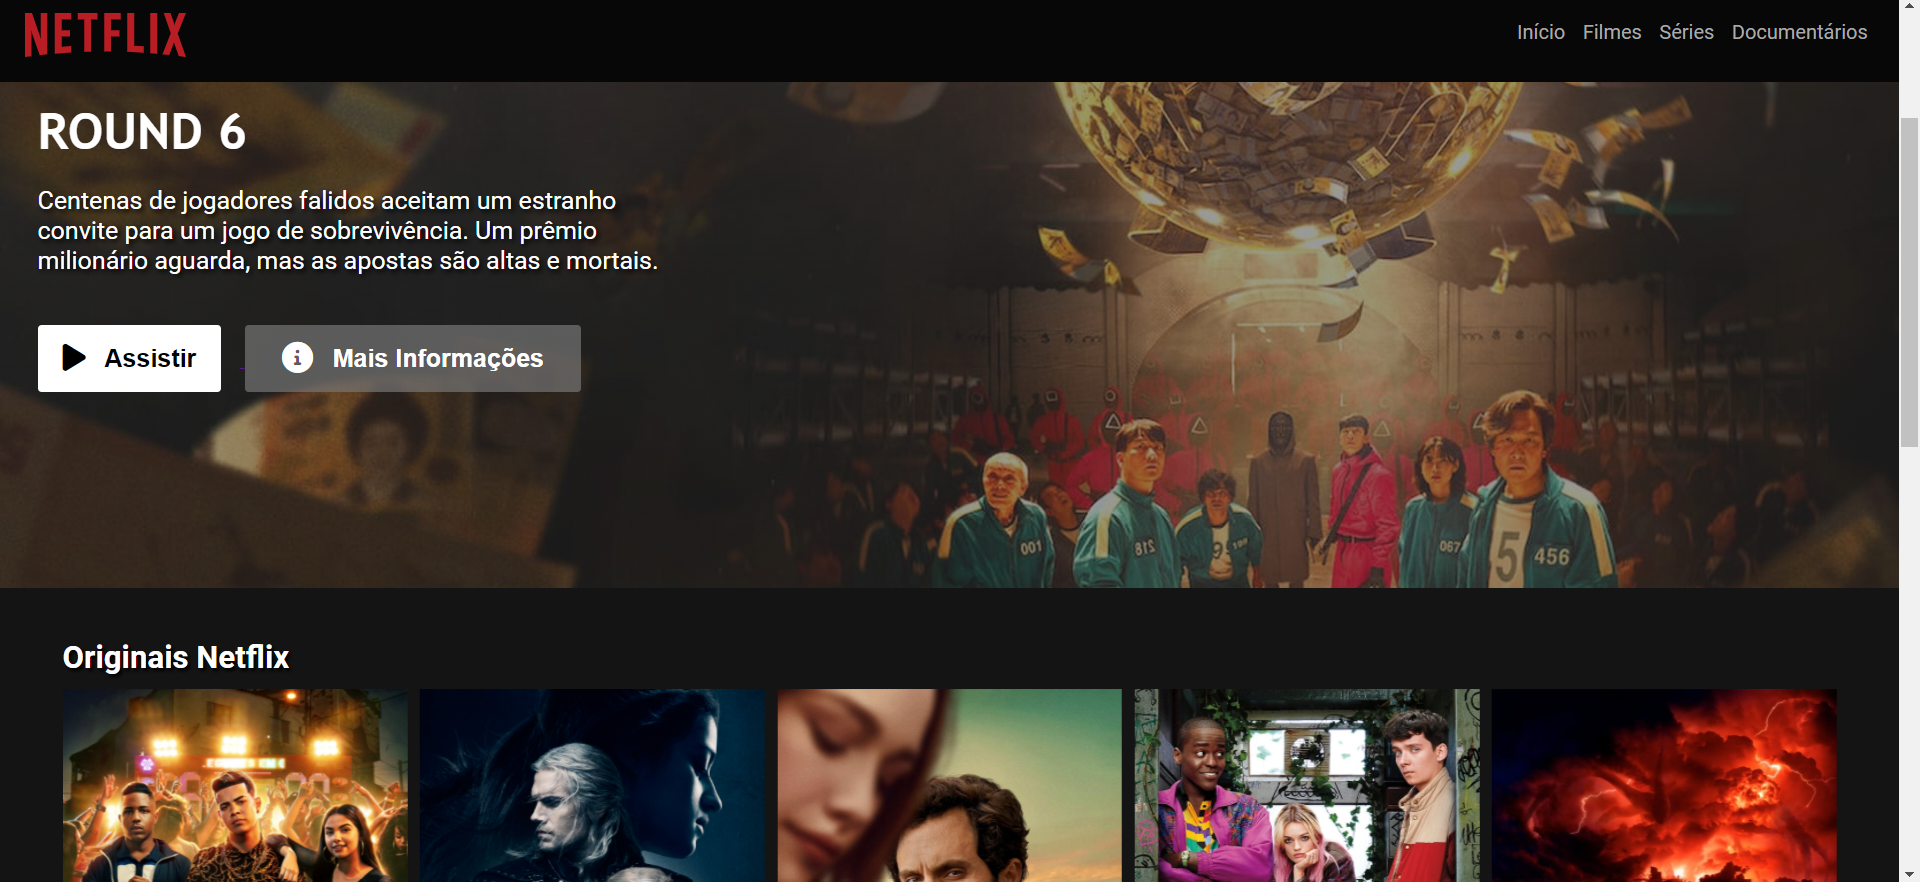 NETFLIX
Início Filmes Séries Documentários
ROUND 6
Centenas de jogadores falidos aceitam um estranho
convite para um jogo de sobrevivência. Um prêmio
milionário aguarda, mas as apostas são altas e mortais.
Assistir
Mais Informações
001
218
067
456
Originais Netflix